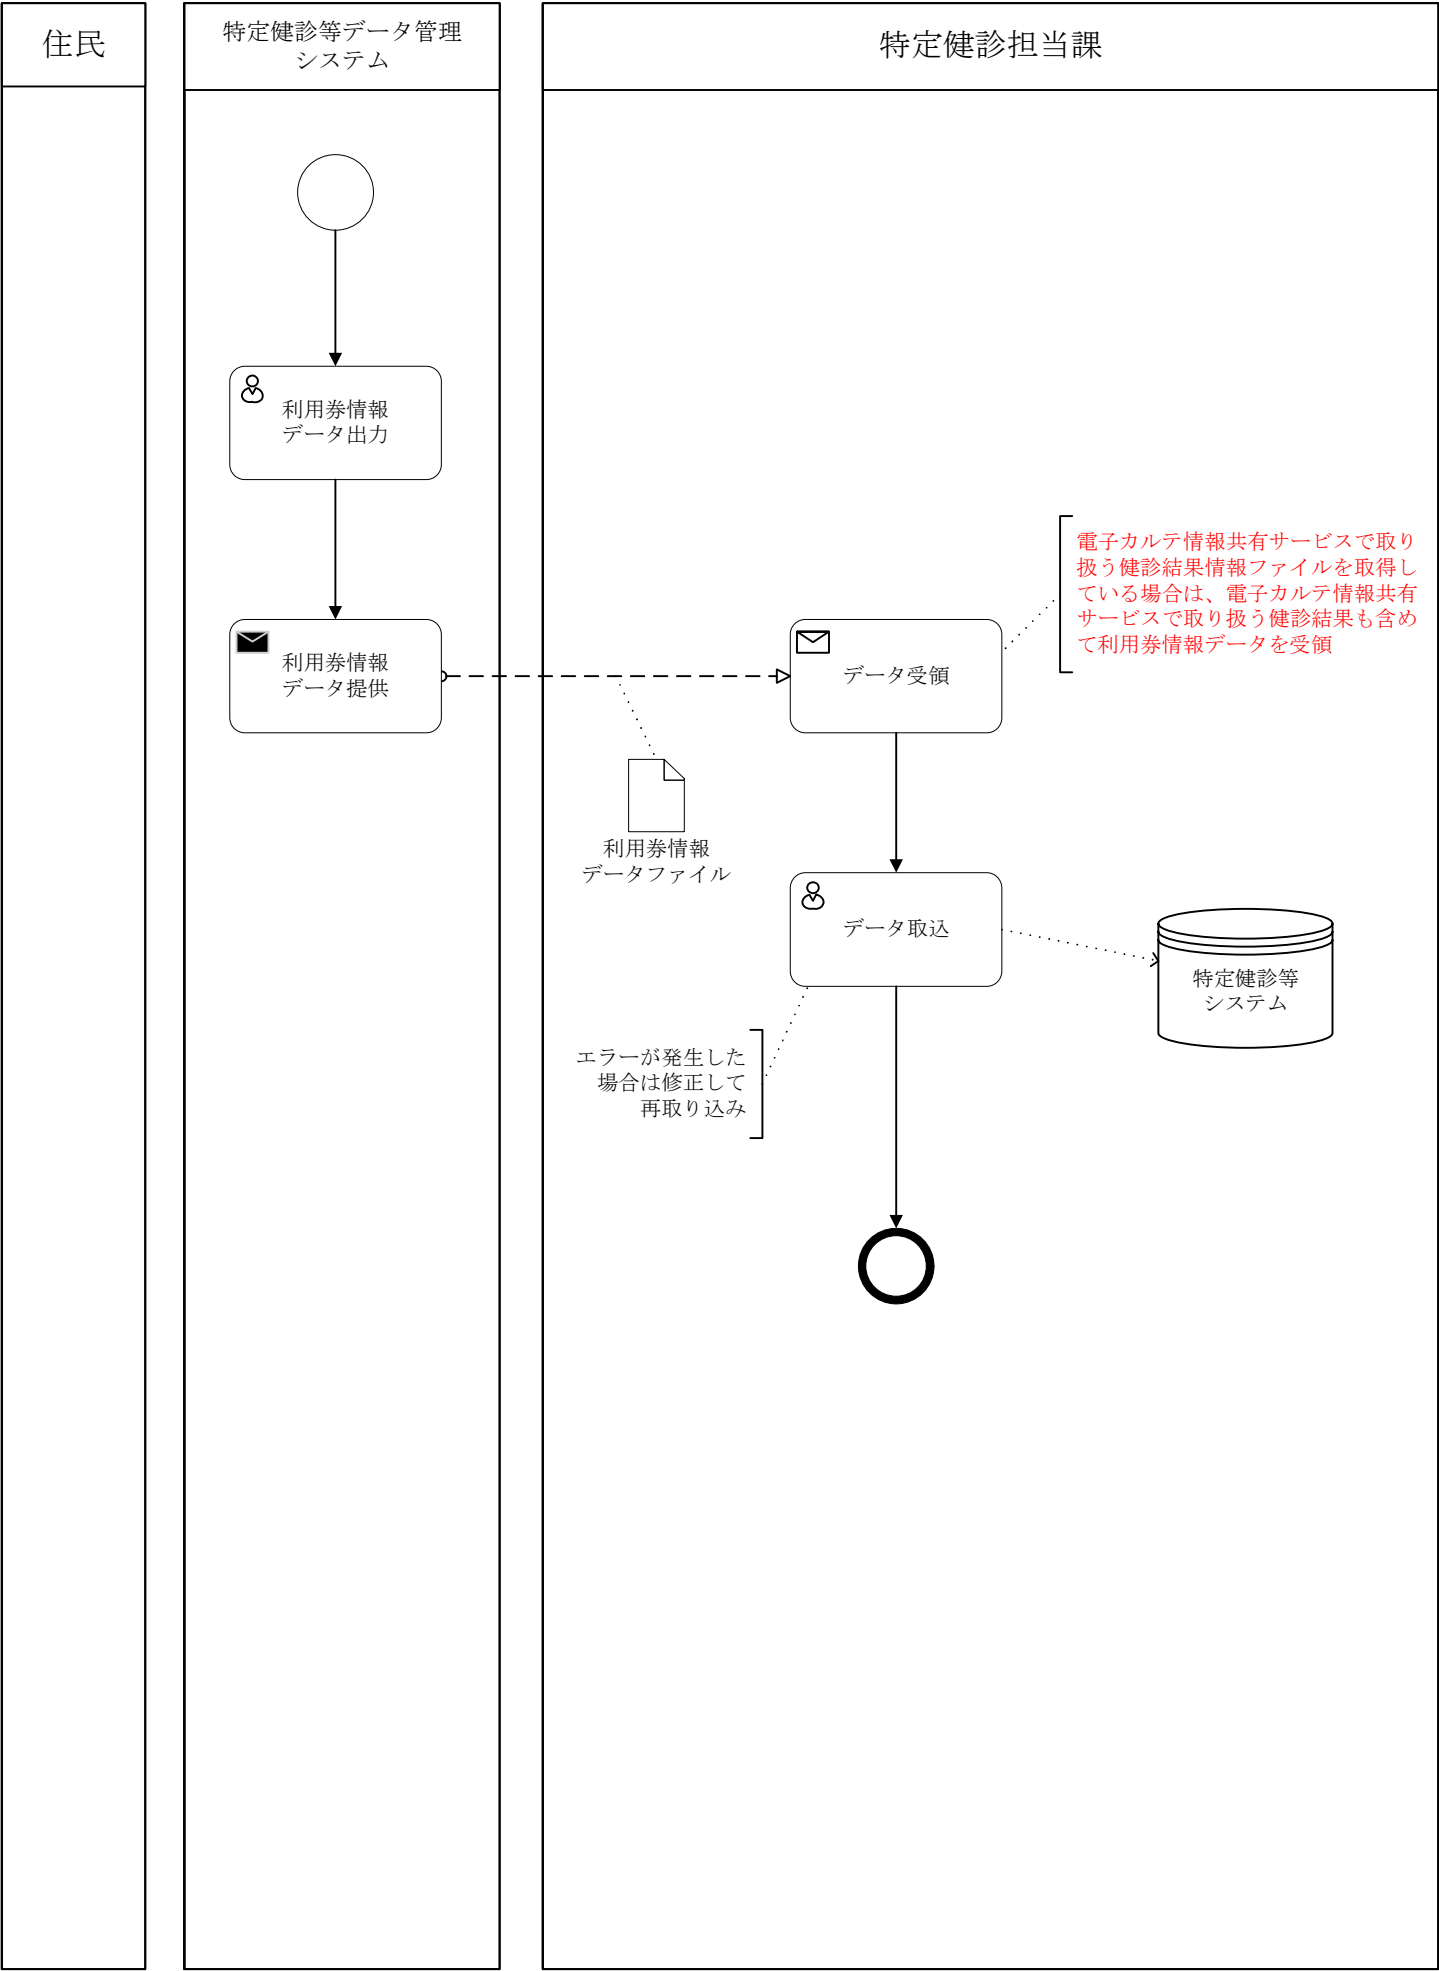 住民
特定健診等データ管理
システム
特定健診担当課
利用券情報
データ出力
利用券情報
データ提供
データ受領
電子カルテ情報共有サービスで取り
扱う健診結果情報ファイルを取得し
ている場合は、電子カルテ情報共有
サービスで取り扱う健診結果も含め
て利用券情報データを受領
利用券情報
データファイル
データ取込
特定健診等
システム
エラーが発生した
場合は修正して
再取り込み